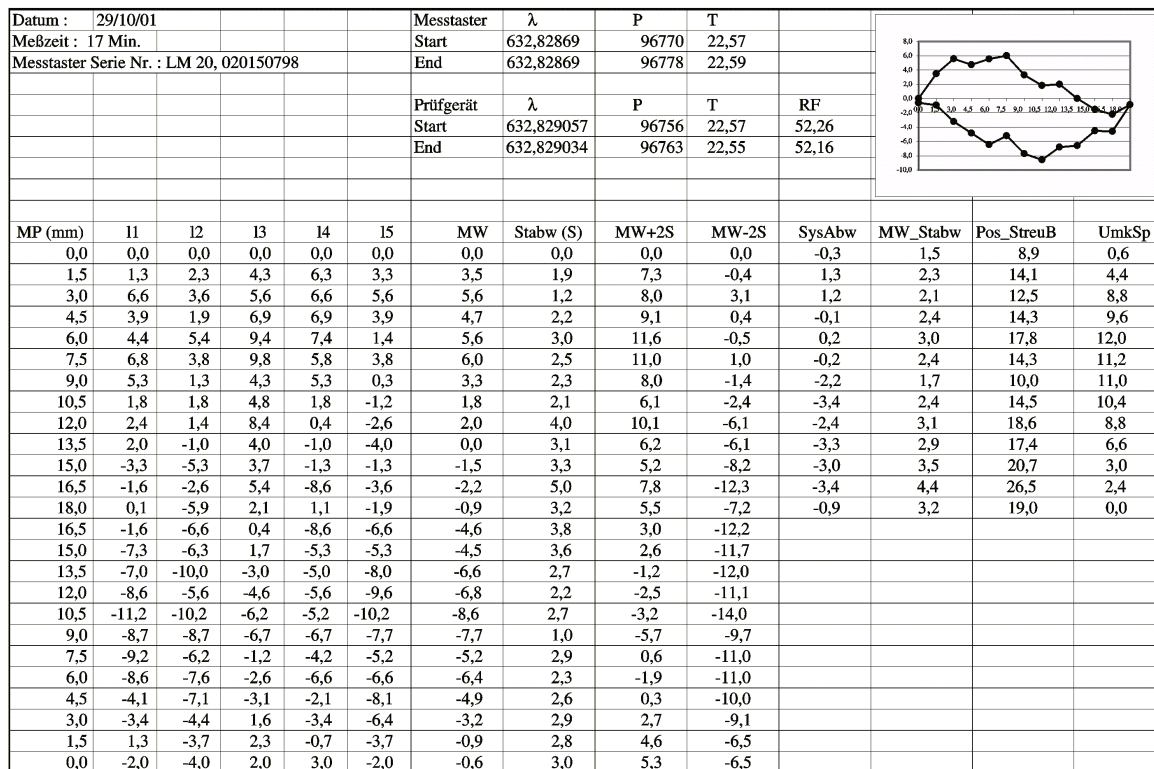 Datum : 29/10/01 Messtaster λ P T
Meßzeit : 17 Min. Start 632,82869 96770 22,57
Messtaster Serie Nr. : LM 20, 020150798 End 632,82869 96778 22,59
Prüfgerät λ P T RF
Start 632,829057 96756 22,57 52,26
End 632,829034 96763 22,55 52,16
8,0
6,0
4,0
2,0
0,0
-2,0
-4,0
-6,0
-8,0
-10,0
MP (mm) l1 l2 l3 l4 l5 MW Stabw (S) MW+2S MW-2S SysAbw MW_Stabw Pos_StreuB UmkSp
0,0 0,0 0,0 0,0 0,0 0,0 0,0 0,0 0,0 0,0 -0,3 1,5 8,9 0,6
1,5 1,3 2,3 4,3 6,3 3,3 3,5 1,9 7,3 -0,4 1,3 2,3 14,1 4,4
3,0 6,6 3,6 5,6 6,6 5,6 5,6 1,2 8,0 3,1 1,2 2,1 12,5 8,8
4,5 3,9 1,9 6,9 6,9 3,9 4,7 2,2 9,1 0,4 -0,1 2,4 14,3 9,6
6,0 4,4 5,4 9,4 7,4 1,4 5,6 3,0 11,6 -0,5 0,2 3,0 17,8 12,0
7,5 6,8 3,8 9,8 5,8 3,8 6,0 2,5 11,0 1,0 -0,2 2,4 14,3 11,2
9,0 5,3 1,3 4,3 5,3 0,3 3,3 2,3 8,0 -1,4 -2,2 1,7 10,0 11,0
10,5 1,8 1,8 4,8 1,8 -1,2 1,8 2,1 6,1 -2,4 -3,4 2,4 14,5 10,4
12,0 2,4 1,4 8,4 0,4 -2,6 2,0 4,0 10,1 -6,1 -2,4 3,1 18,6 8,8
13,5 2,0 -1,0 4,0 -1,0 -4,0 0,0 3,1 6,2 -6,1 -3,3 2,9 17,4 6,6
15,0 -3,3 -5,3 3,7 -1,3 -1,3 -1,5 3,3 5,2 -8,2 -3,0 3,5 20,7 3,0
16,5 -1,6 -2,6 5,4 -8,6 -3,6 -2,2 5,0 7,8 -12,3 -3,4 4,4 26,5 2,4
18,0 0,1 -5,9 2,1 1,1 -1,9 -0,9 3,2 5,5 -7,2 -0,9 3,2 19,0 0,0
16,5 -1,6 -6,6 0,4 -8,6 -6,6 -4,6 3,8 3,0 -12,2
15,0 -7,3 -6,3 1,7 -5,3 -5,3 -4,5 3,6 2,6 -11,7
13,5 -7,0 -10,0 -3,0 -5,0 -8,0 -6,6 2,7 -1,2 -12,0
12,0 -8,6 -5,6 -4,6 -5,6 -9,6 -6,8 2,2 -2,5 -11,1
10,5 -11,2 -10,2 -6,2 -5,2 -10,2 -8,6 2,7 -3,2 -14,0
9,0 -8,7 -8,7 -6,7 -6,7 -7,7 -7,7 1,0 -5,7 -9,7
7,5 -9,2 -6,2 -1,2 -4,2 -5,2 -5,2 2,9 0,6 -11,0
6,0 -8,6 -7,6 -2,6 -6,6 -6,6 -6,4 2,3 -1,9 -11,0
4,5 -4,1 -7,1 -3,1 -2,1 -8,1 -4,9 2,6 0,3 -10,0
3,0 -3,4 -4,4 1,6 -3,4 -6,4 -3,2 2,9 2,7 -9,1
1,5 1,3 -3,7 2,3 -0,7 -3,7 -0,9 2,8 4,6 -6,5
0,0 -2,0 -4,0 2,0 3,0 -2,0 -0,6 3,0 5,3 -6,5